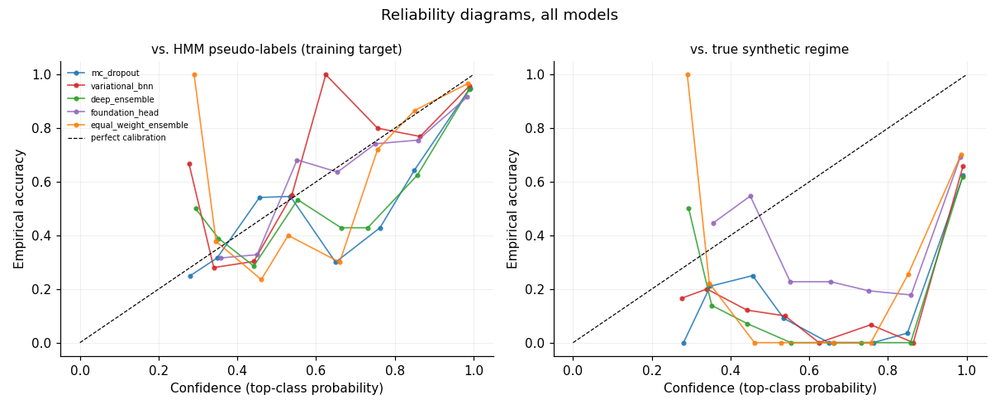 Reliability diagrams, all models
vs. HMM pseudo-labels (training target)
1.0
0.8
0.6
0.4
0.2
0.0
Empirical accuracy
mc_dropout
variational_bnn
deep_ensemble
foundation_head
equal_weight_ensemble
perfect calibration
0.0 0.2 0.4 0.6 0.8 1.0
Confidence (top-class probability)
vs. true synthetic regime
1.0
0.8
0.6
0.4
0.2
0.0
Empirical accuracy
0.0 0.2 0.4 0.6 0.8 1.0
Confidence (top-class probability)